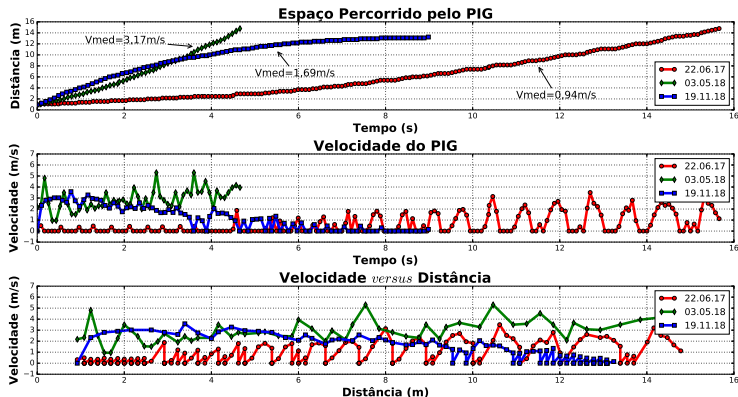 Espaço Percorrido pelo PIG
Distância (m)
16
14
12
10
8
6
4
2
0
Vmed=3,17m/s
Vmed=1,69m/s
Vmed=0,94m/s
22.06.17
03.05.18
19.11.18
0 2 4 6 8 10 12 14 16
Tempo (s)
Velocidade do PIG
Velocidade (m/s)
7
6
5
4
3
2
1
0
−1
22.06.17
03.05.18
19.11.18
0 2 4 6 8 10 12 14 16
Tempo (s)
Velocidade versus Distância
Velocidade (m/s)
7
6
5
4
3
2
1
0
−1
22.06.17
03.05.18
19.11.18
0 2 4 6 8 10 12 14 16
Distância (m)